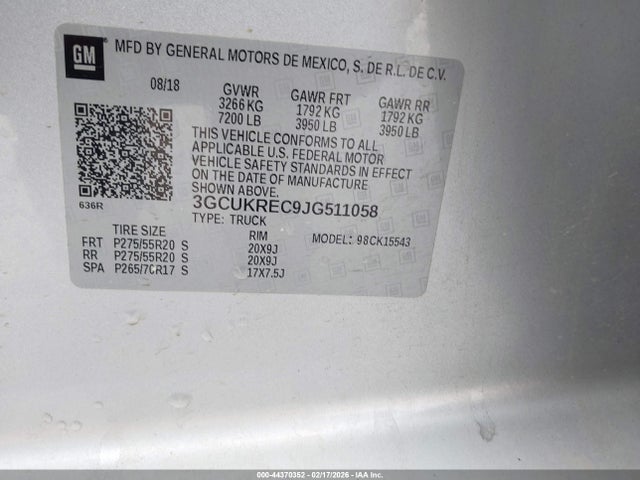 GM
MFD BY GENERAL MOTORS DE MEXICO, S. DE R.L. DE C.V.
08/18 GVWR GAWR FRT GAWR RR
3266 KG 1792 KG 1792 KG
7200 LB 3950 LB 3950 LB
THIS VEHICLE CONFORMS TO ALL
APPLICABLE U.S. FEDERAL MOTOR
VEHICLE SAFETY STANDARDS IN EFFECT
ON THE DATE OF MANUFACTURE
SHOWN ABOVE.
636R 3GCUKREC9JG511058
TYPE: TRUCK
TIRE SIZE RIM MODEL: 98CK15543
FRT P275/55R20 S 20X9J
RR P275/55R20 S 20X9J
SPA P265/70R17 S 17X7.5J
000-44370352 - 02/17/2026 - IAAI, Inc.